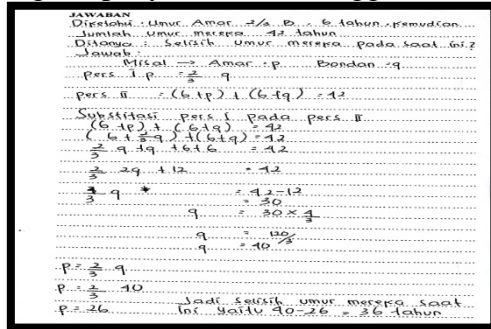 JAWABAN
Diketahui : Umur Amar 2/3 B . 6 tahun . Kemudian
Jumlah umur mereka 42 tahun
Ditanya : Selisih umur mereka pada saat ini ?
Jawab :
Misal → Amar : p Bondan : q
Pers I p = 2/3 q
Pers II = (6+p) + (6+q) = 42
Substitasi Pers I pada Pers II
(6+p) + (6+q) = 42
(6 + 2/3 q) + (6+q) = 42
2/3 q + q + 6 + 6 = 42
2/3 2q + 12 = 42
4/3 q = 42 - 12
= 30
q = 30 × 4/3
q = 120/3
q = 40
P = 2/3 q
P = 2/3 40
P = 26 Jadi selisih umur mereka saat
ini yaitu 40 - 26 = 36 tahun